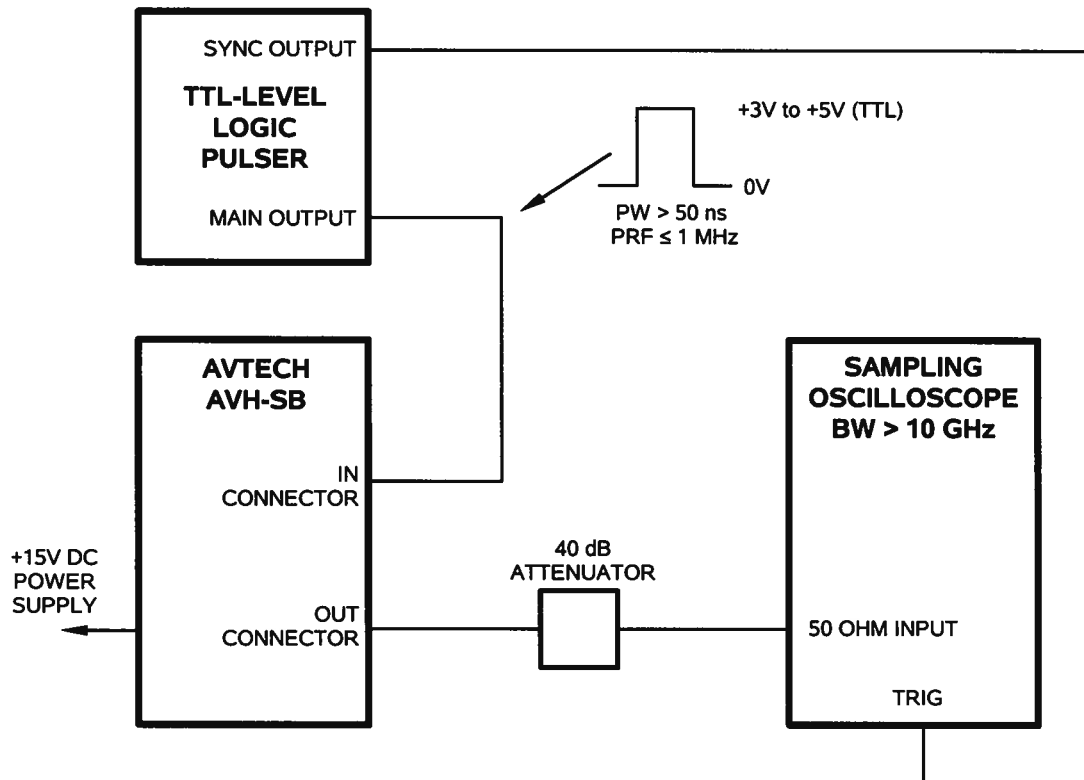 SYNC OUTPUT
TTL-LEVEL
LOGIC
PULSER
MAIN OUTPUT
+3V to +5V (TTL)
0V
PW > 50 ns
PRF ≤ 1 MHz
AVTECH
AVH-SB
IN
CONNECTOR
OUT
CONNECTOR
+15V DC
POWER
SUPPLY
40 dB
ATTENUATOR
SAMPLING
OSCILLOSCOPE
BW > 10 GHz
50 OHM INPUT
TRIG